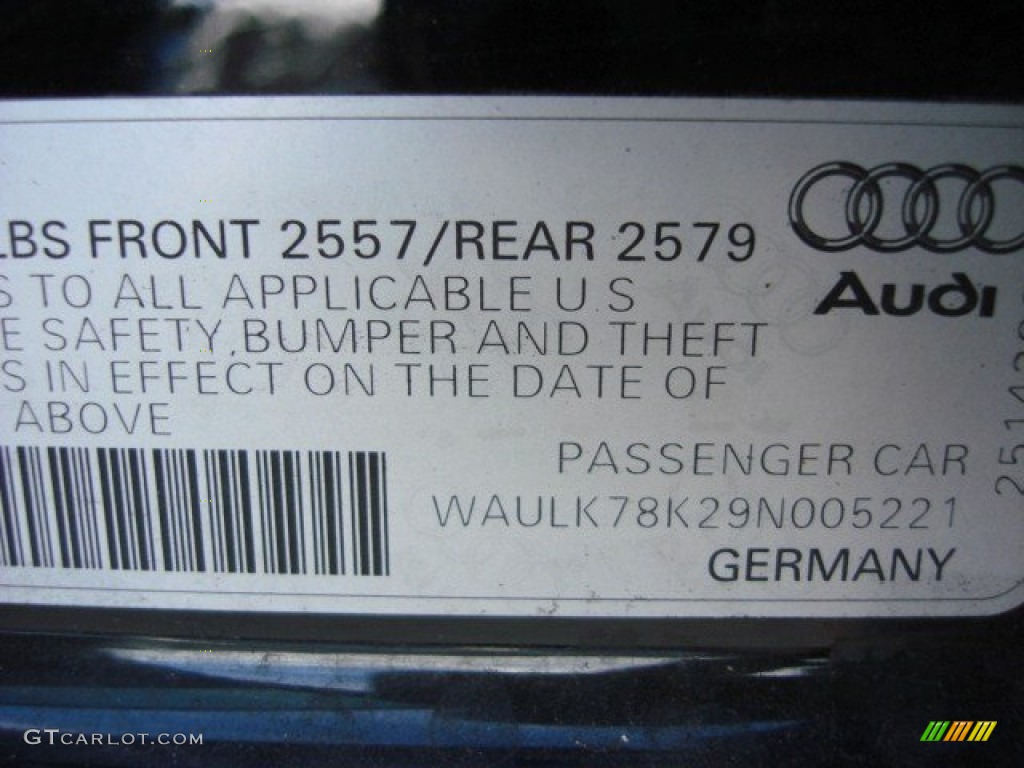 LBS FRONT 2557/REAR 2579
S TO ALL APPLICABLE U.S
E SAFETY,BUMPER AND THEFT
S IN EFFECT ON THE DATE OF
ABOVE
Audi
PASSENGER CAR
WAULK78K29N005221
GERMANY
GTCARLOT.COM